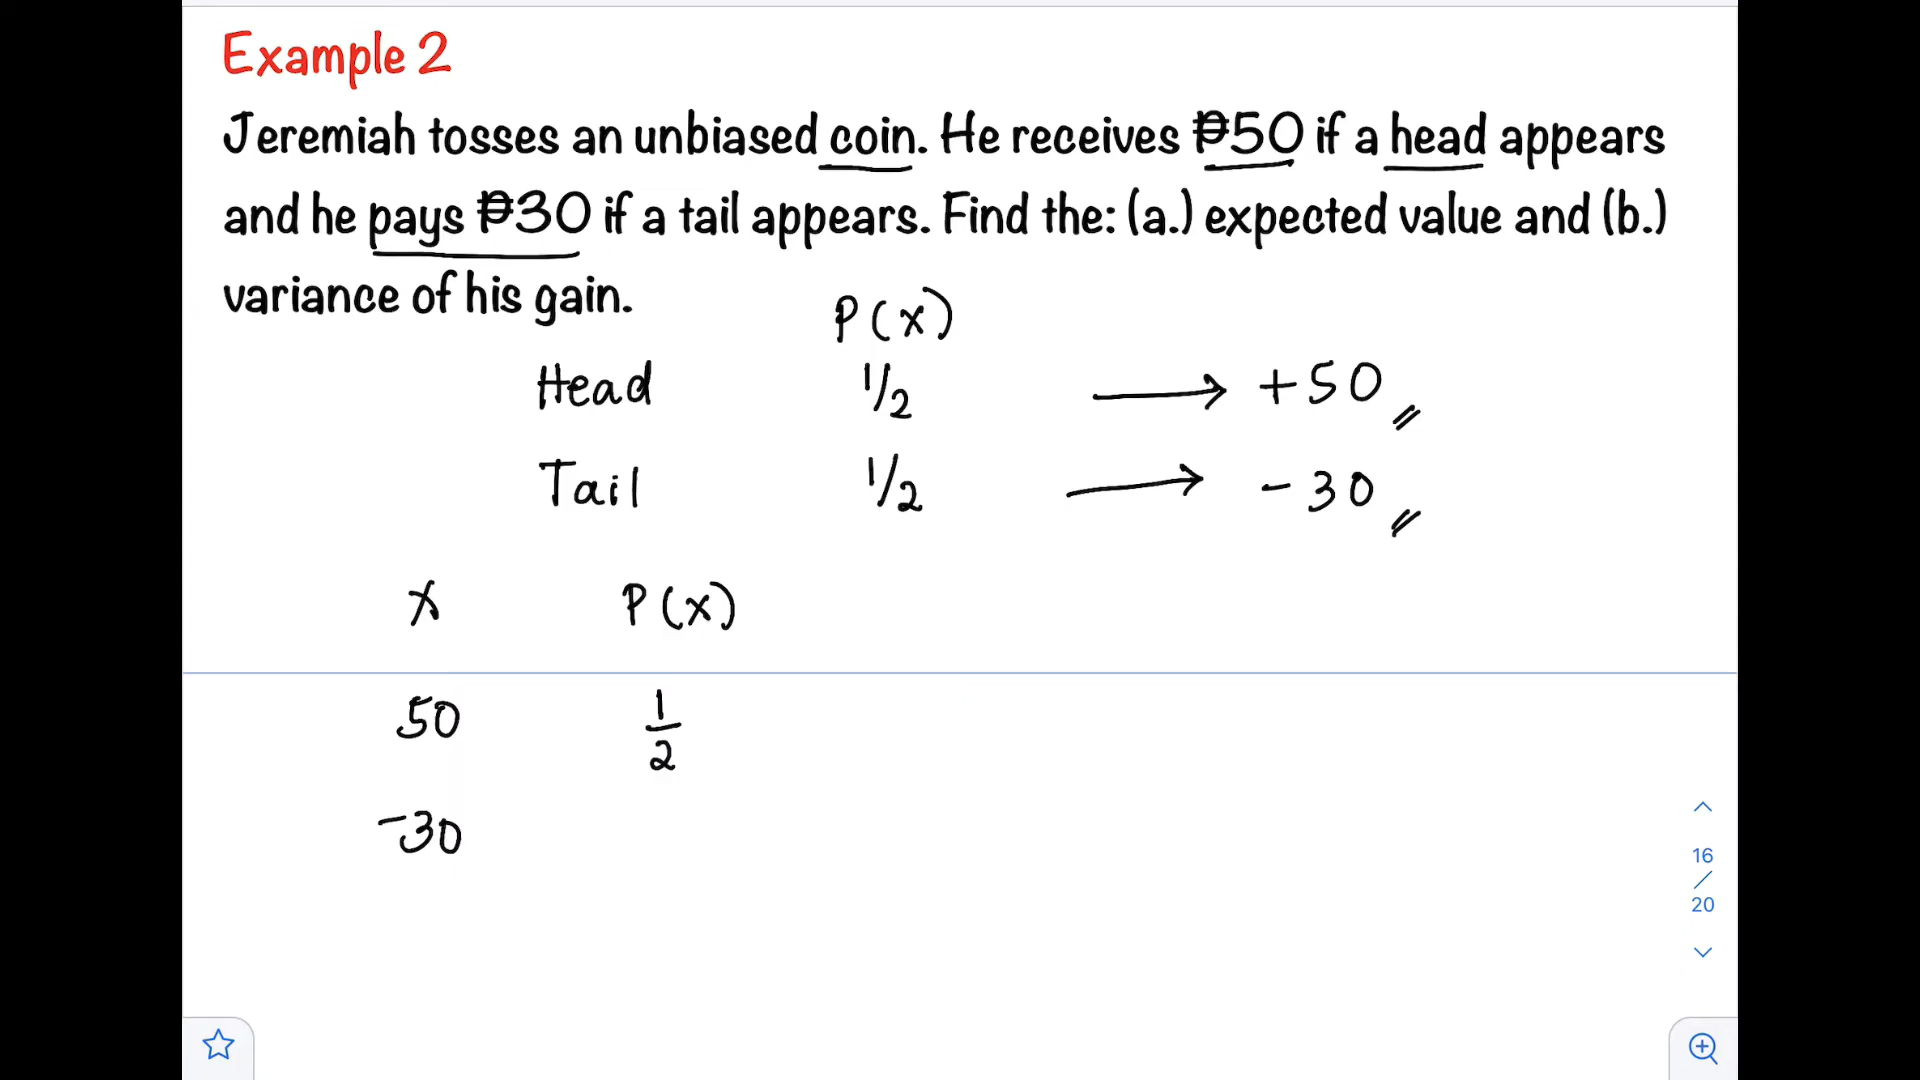 Example 2
Jeremiah tosses an unbiased coin. He receives ₱50 if a head appears
and he pays ₱30 if a tail appears. Find the: (a.) expected value and (b.)
variance of his gain.
P(x)
Head 1/2 → +50
Tail 1/2 → -30
X P(x)
50 1/2
-30
16
/
20